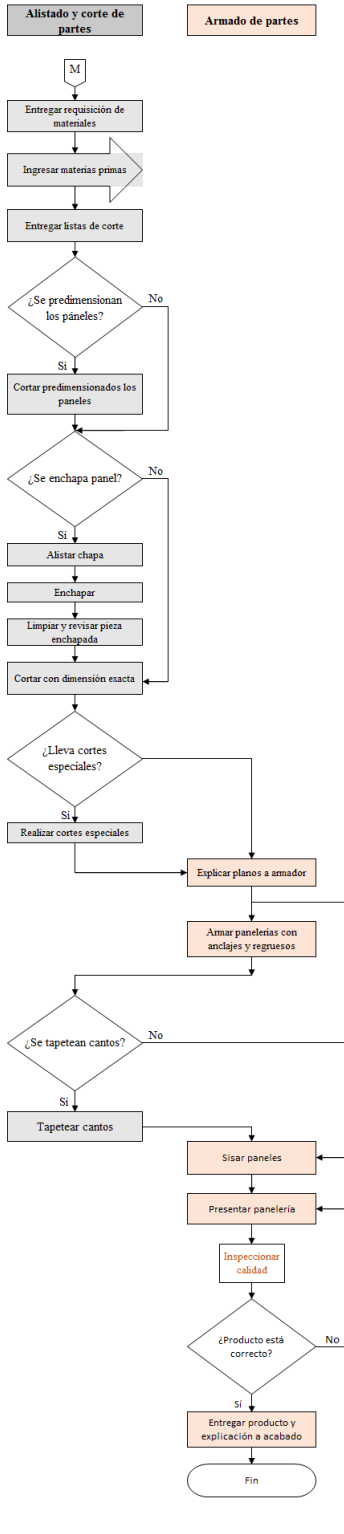 Alistado y corte de
partes
Armado de partes
M
Entregar requisición de
materiales
Ingresar materias primas
Entregar listas de corte
¿Se predimensionan
los páneles?
No
Si
Cortar predimensionados los
paneles
¿Se enchapa panel?
No
Si
Alistar chapa
Enchapar
Limpiar y revisar pieza
enchapada
Cortar con dimensión exacta
¿Lleva cortes
especiales?
Si
Realizar cortes especiales
Explicar planos a armador
Armar panelerias con
anclajes y regruesos
¿Se tapetean cantos?
No
Si
Tapetear cantos
Sisar paneles
Presentar panelería
Inspeccionar
calidad
¿Producto está
correcto?
No
Sí
Entregar producto y
explicación a acabado
Fin